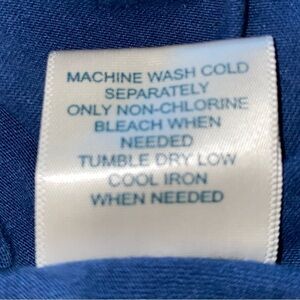 MACHINE WASH COLD
SEPARATELY
ONLY NON-CHLORINE
BLEACH WHEN
NEEDED
TUMBLE DRY LOW
COOL IRON
WHEN NEEDED